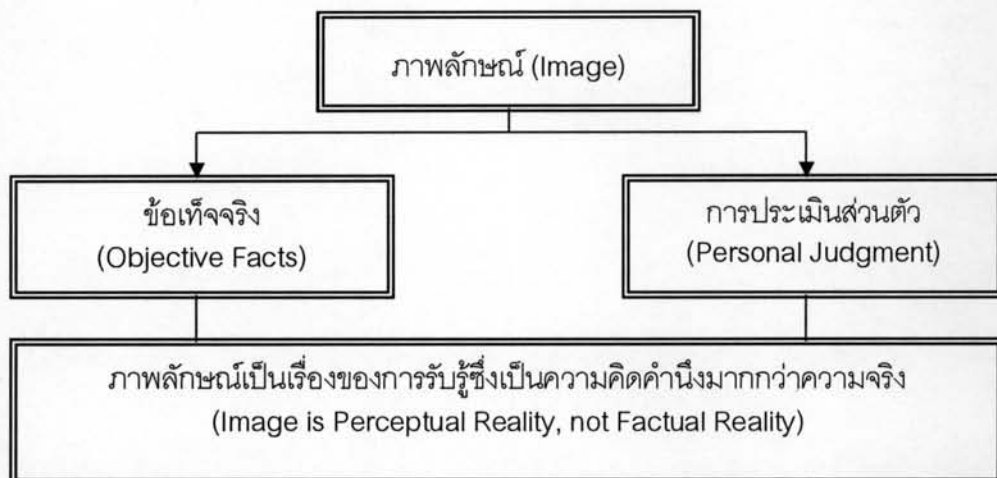 ภาพลักษณ์ (Image)
ข้อเท็จจริง
(Objective Facts)
การประเมินส่วนตัว
(Personal Judgment)
ภาพลักษณ์เป็นเรื่องของการรับรู้ซึ่งเป็นความคิดคำนึงมากกว่าความจริง
(Image is Perceptual Reality, not Factual Reality)